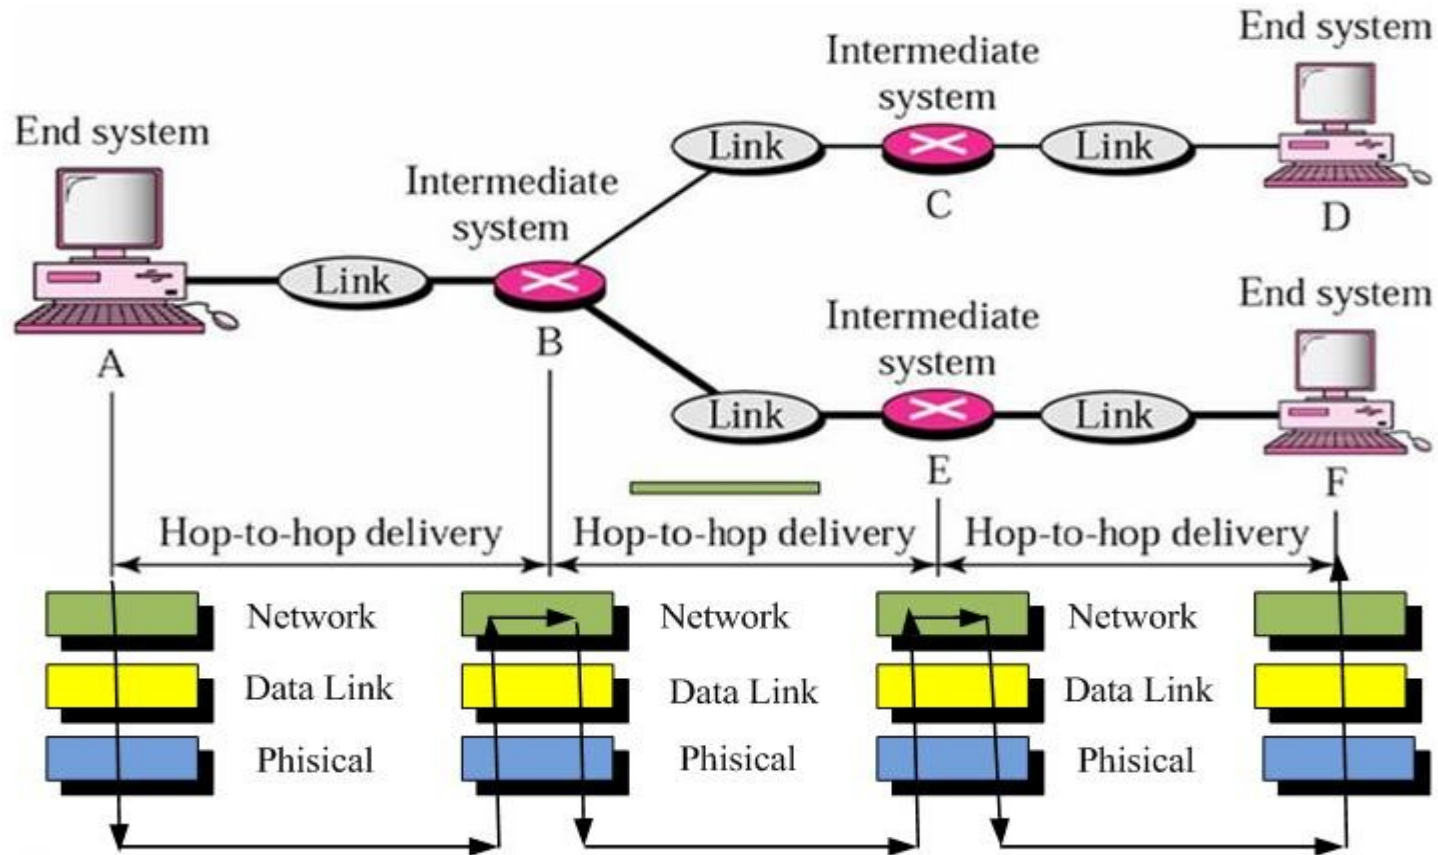 End system
Intermediate
system
End system
Link
C
Link
D
Intermediate
system
Link
B
A
End system
Intermediate
system
Link
E
Link
F
Hop-to-hop delivery
Hop-to-hop delivery
Hop-to-hop delivery
Network
Network
Network
Data Link
Data Link
Data Link
Phisical
Phisical
Phisical